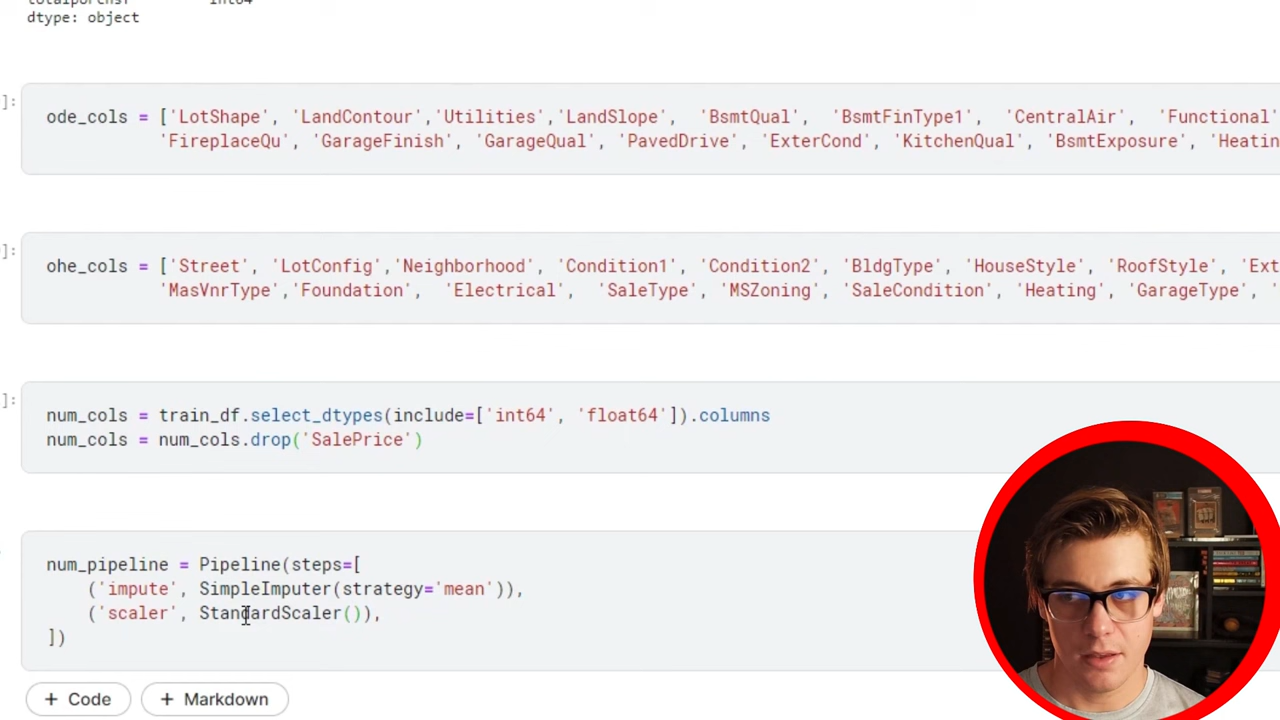 dtype: object
]:
ode_cols = ['LotShape', 'LandContour','Utilities','LandSlope', 'BsmtQual', 'BsmtFinType1', 'CentralAir', 'Functional'
'FireplaceQu', 'GarageFinish', 'GarageQual', 'PavedDrive', 'ExterCond', 'KitchenQual', 'BsmtExposure', 'Heatin
]:
ohe_cols = ['Street', 'LotConfig','Neighborhood', 'Condition1', 'Condition2', 'BldgType', 'HouseStyle', 'RoofStyle', 'Ext
'MasVnrType','Foundation', 'Electrical', 'SaleType', 'MSZoning', 'SaleCondition', 'Heating', 'GarageType', '
]:
num_cols = train_df.select_dtypes(include=['int64', 'float64']).columns
num_cols = num_cols.drop('SalePrice')
num_pipeline = Pipeline(steps=[
('impute', SimpleImputer(strategy='mean')),
('scaler', StandardScaler()),
])
+ Code + Markdown